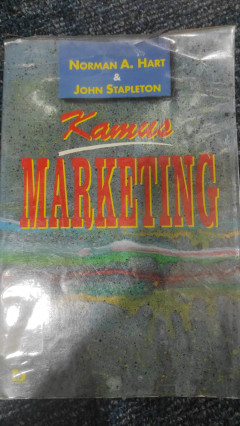 NORMAN A. HART
&
JOHN STAPLETON
Kamus
MARKETING